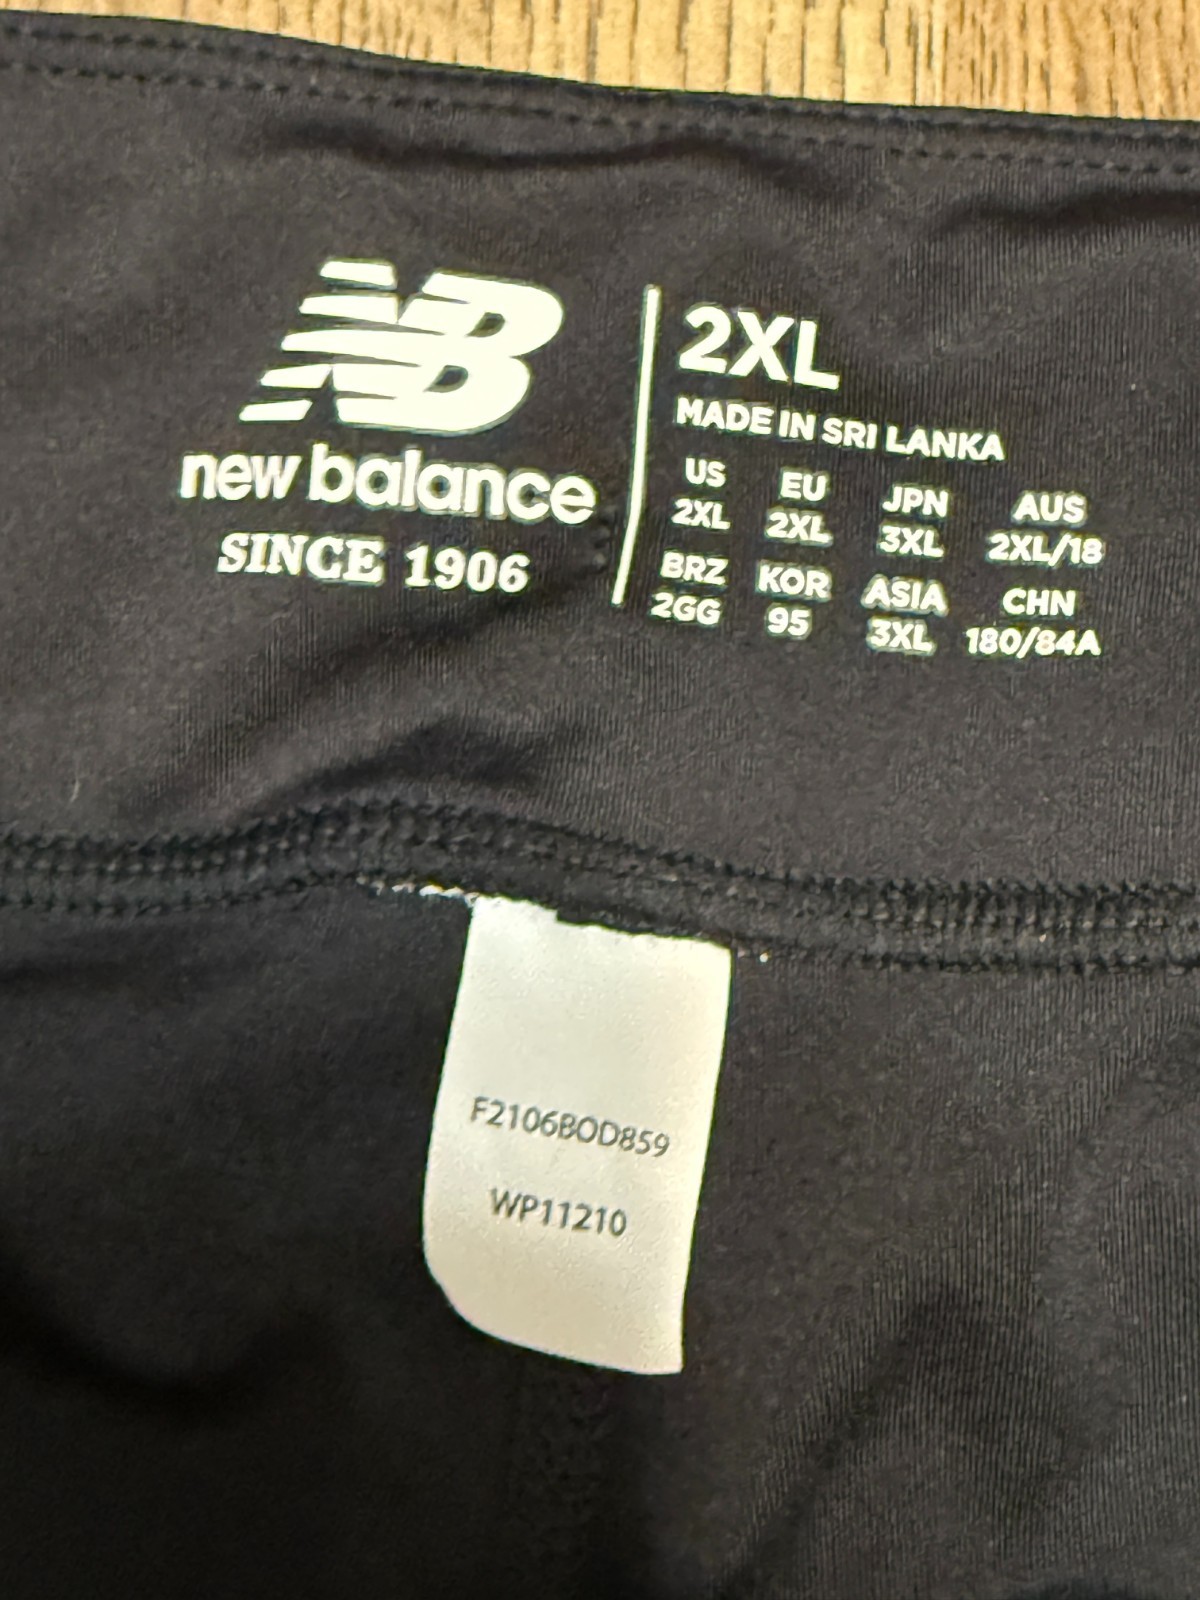 NB
new balance
SINCE 1906
2XL
MADE IN SRI LANKA
US EU JPN AUS
2XL 2XL 3XL 2XL/18
BRZ KOR ASIA CHN
2GG 95 3XL 180/84A
F2106BOD859
WP11210